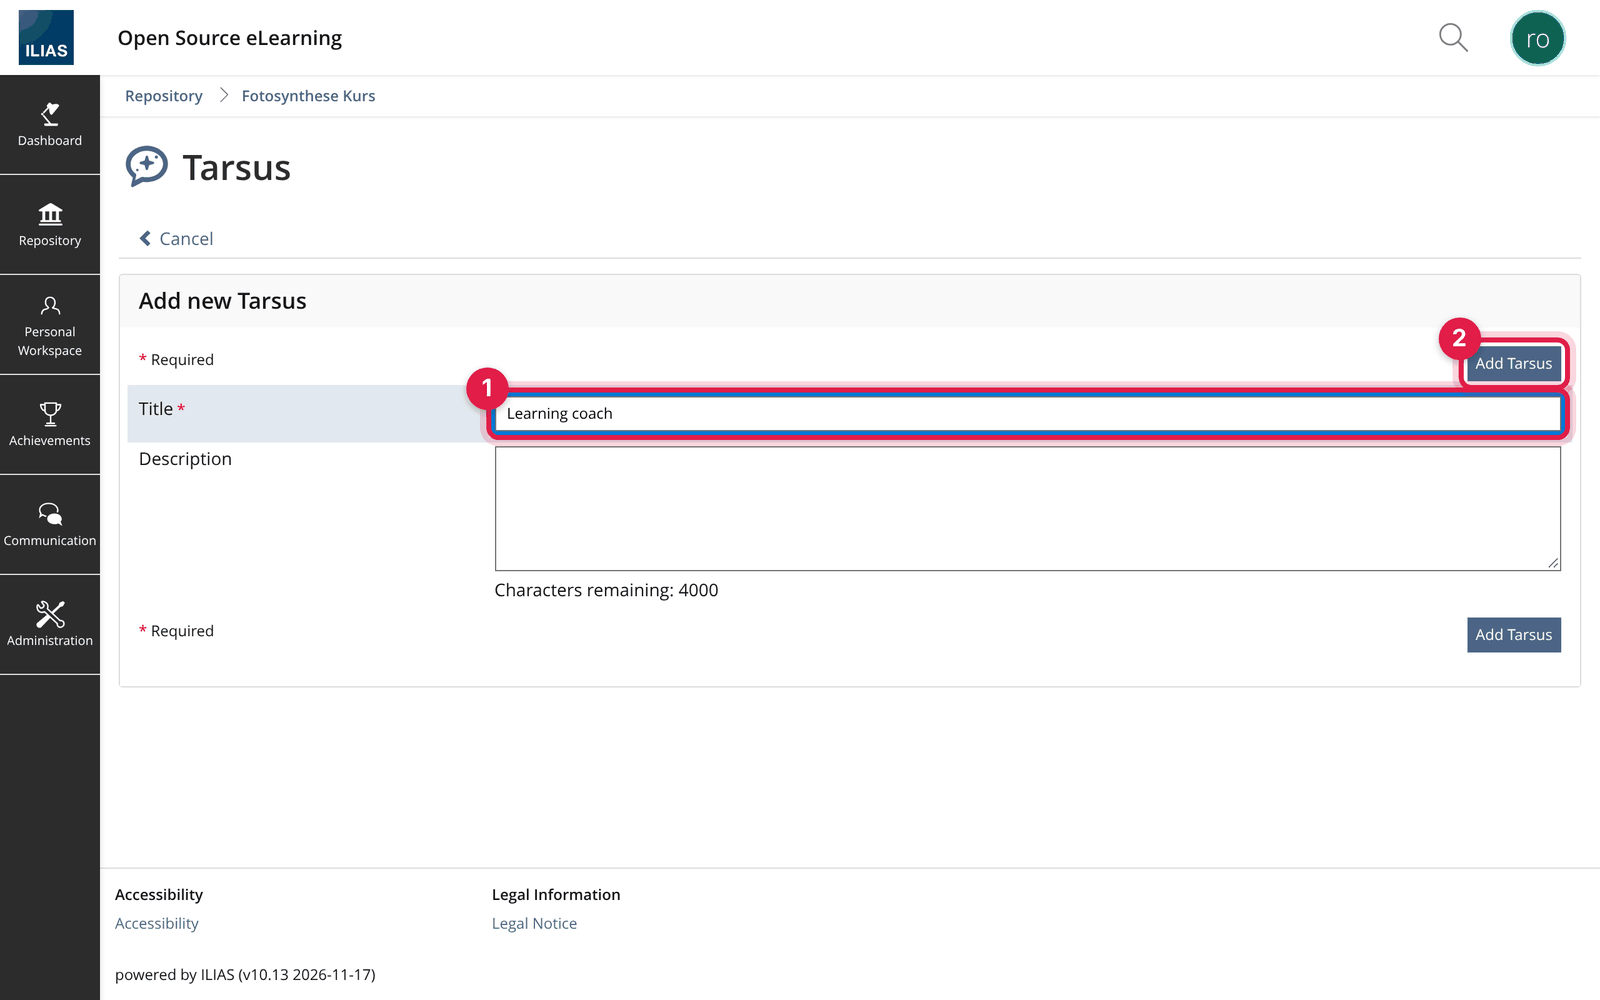 ILIAS
Open Source eLearning
ro
Repository
Fotosynthese Kurs
Dashboard
Repository
Personal
Workspace
Achievements
Communication
Administration
Tarsus
Cancel
Add new Tarsus
* Required
2
Add Tarsus
1
Title *
Learning coach
Description
Characters remaining: 4000
* Required
Add Tarsus
Accessibility
Accessibility
Legal Information
Legal Notice
powered by ILIAS (v10.13 2026-11-17)